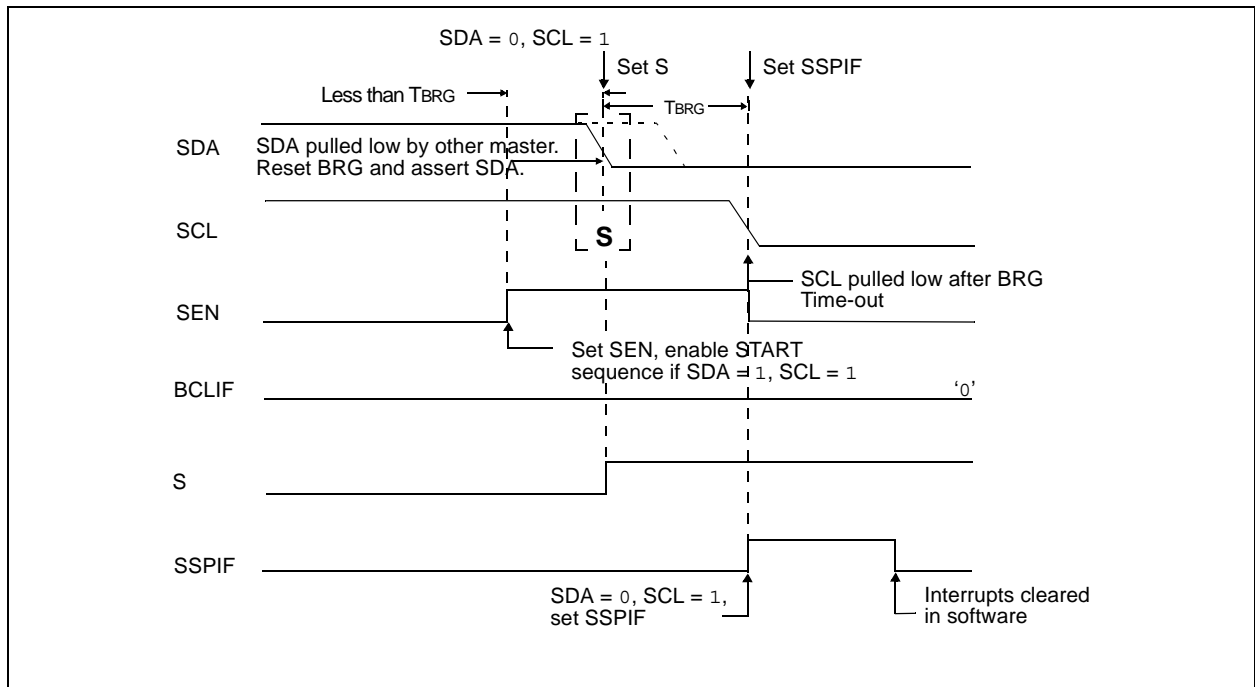 SDA = 0, SCL = 1
Set S
Set SSPIF
Less than TBRG
TBRG
SDA
SDA pulled low by other master.
Reset BRG and assert SDA.
SCL
S
SCL pulled low after BRG
Time-out
SEN
Set SEN, enable START
sequence if SDA = 1, SCL = 1
BCLIF
‘0’
S
SSPIF
SDA = 0, SCL = 1,
set SSPIF
Interrupts cleared
in software